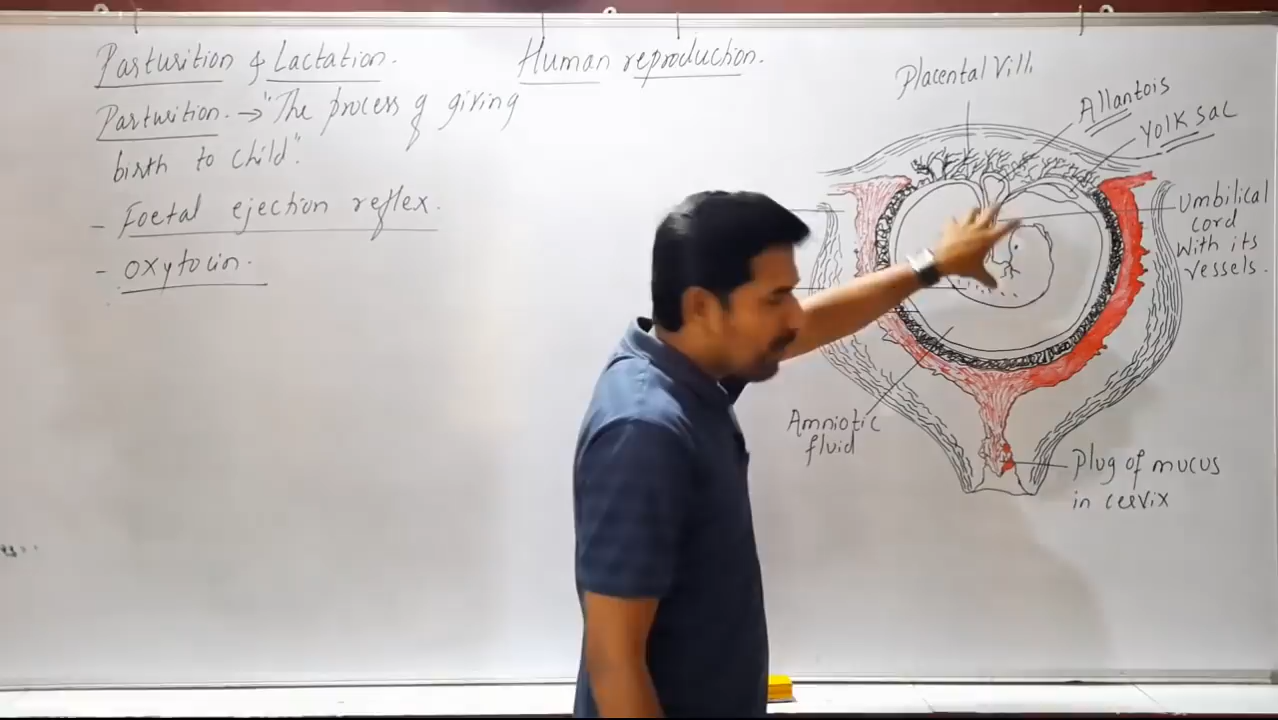 Parturition & Lactation.
Human reproduction.
Parturition. → "The process of giving
birth to child".
- Foetal ejection reflex.
- Oxytocin.
Placental Villi
Allantois
Yolk sac
Umbilical
cord
With its
vessels.
Amniotic
fluid
Plug of mucus
in cervix